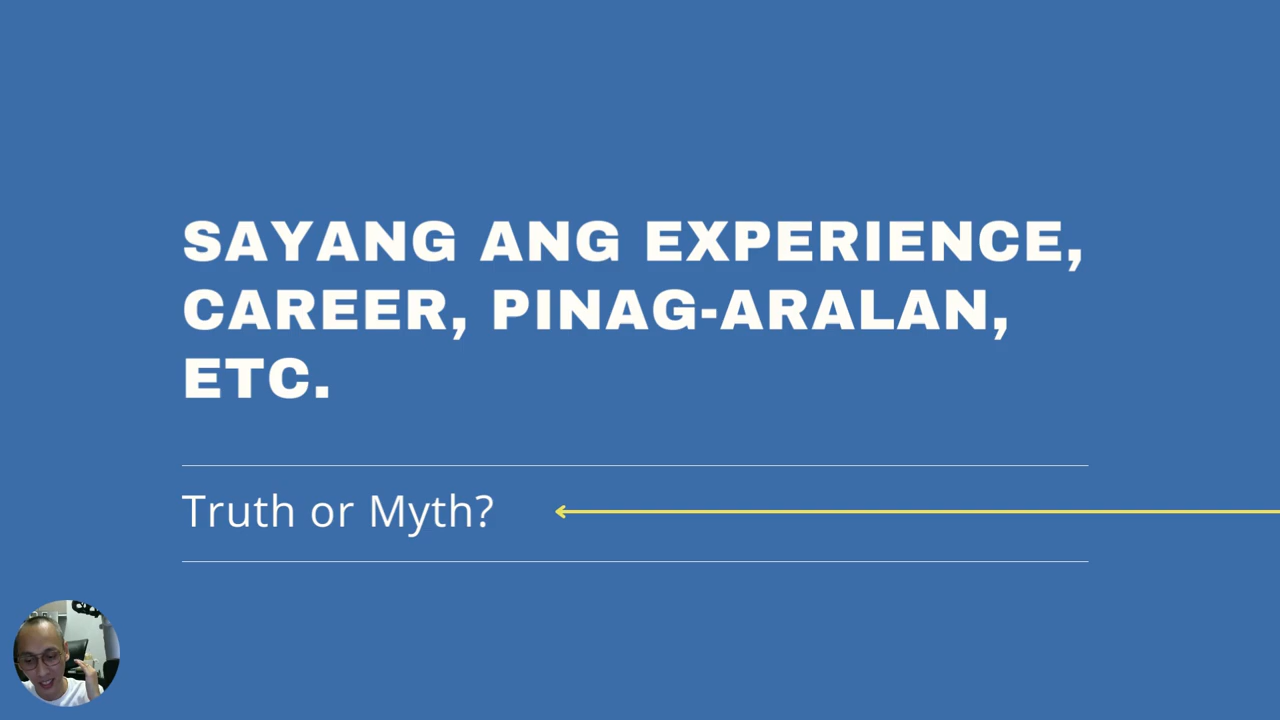 SAYANG ANG EXPERIENCE,
CAREER, PINAG-ARALAN,
ETC.
Truth or Myth?